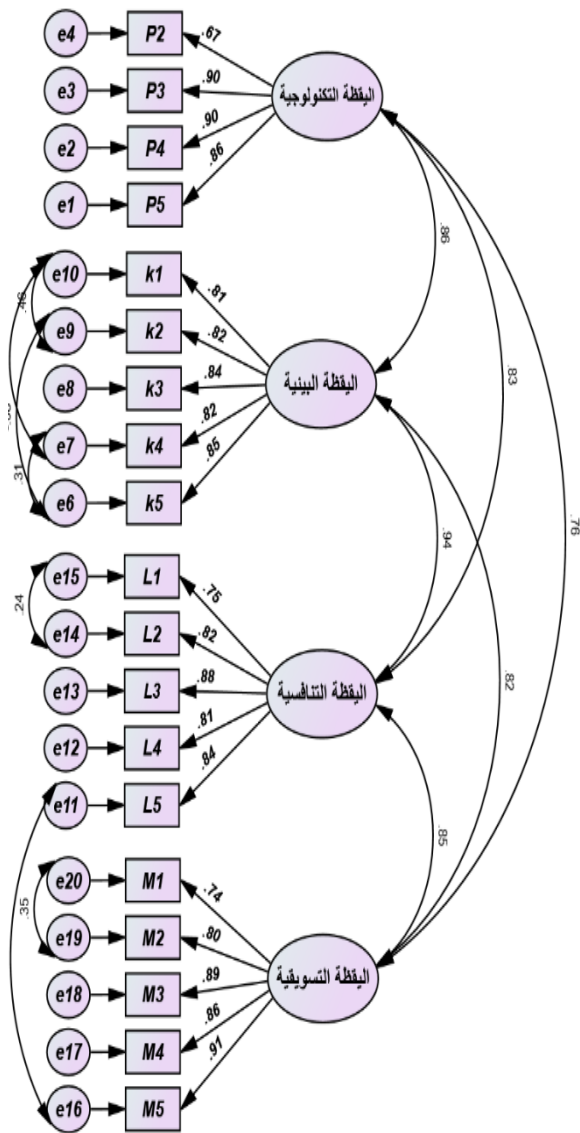 e4
P2
.67
e3
P3
.90
اليقظة التكنولوجية
e2
P4
.90
e1
P5
.86
.86
e10
k1
.81
.46
e9
k2
.82
.83
e8
k3
.84
اليقظة البينية
e7
k4
.82
.31
e6
k5
.85
.76
.94
e15
L1
.75
.24
e14
L2
.82
e13
L3
.88
اليقظة التنافسية
.82
e12
L4
.81
e11
L5
.84
.85
e20
M1
.74
.35
e19
M2
.80
e18
M3
.89
اليقظة التسويقية
e17
M4
.86
e16
M5
.91